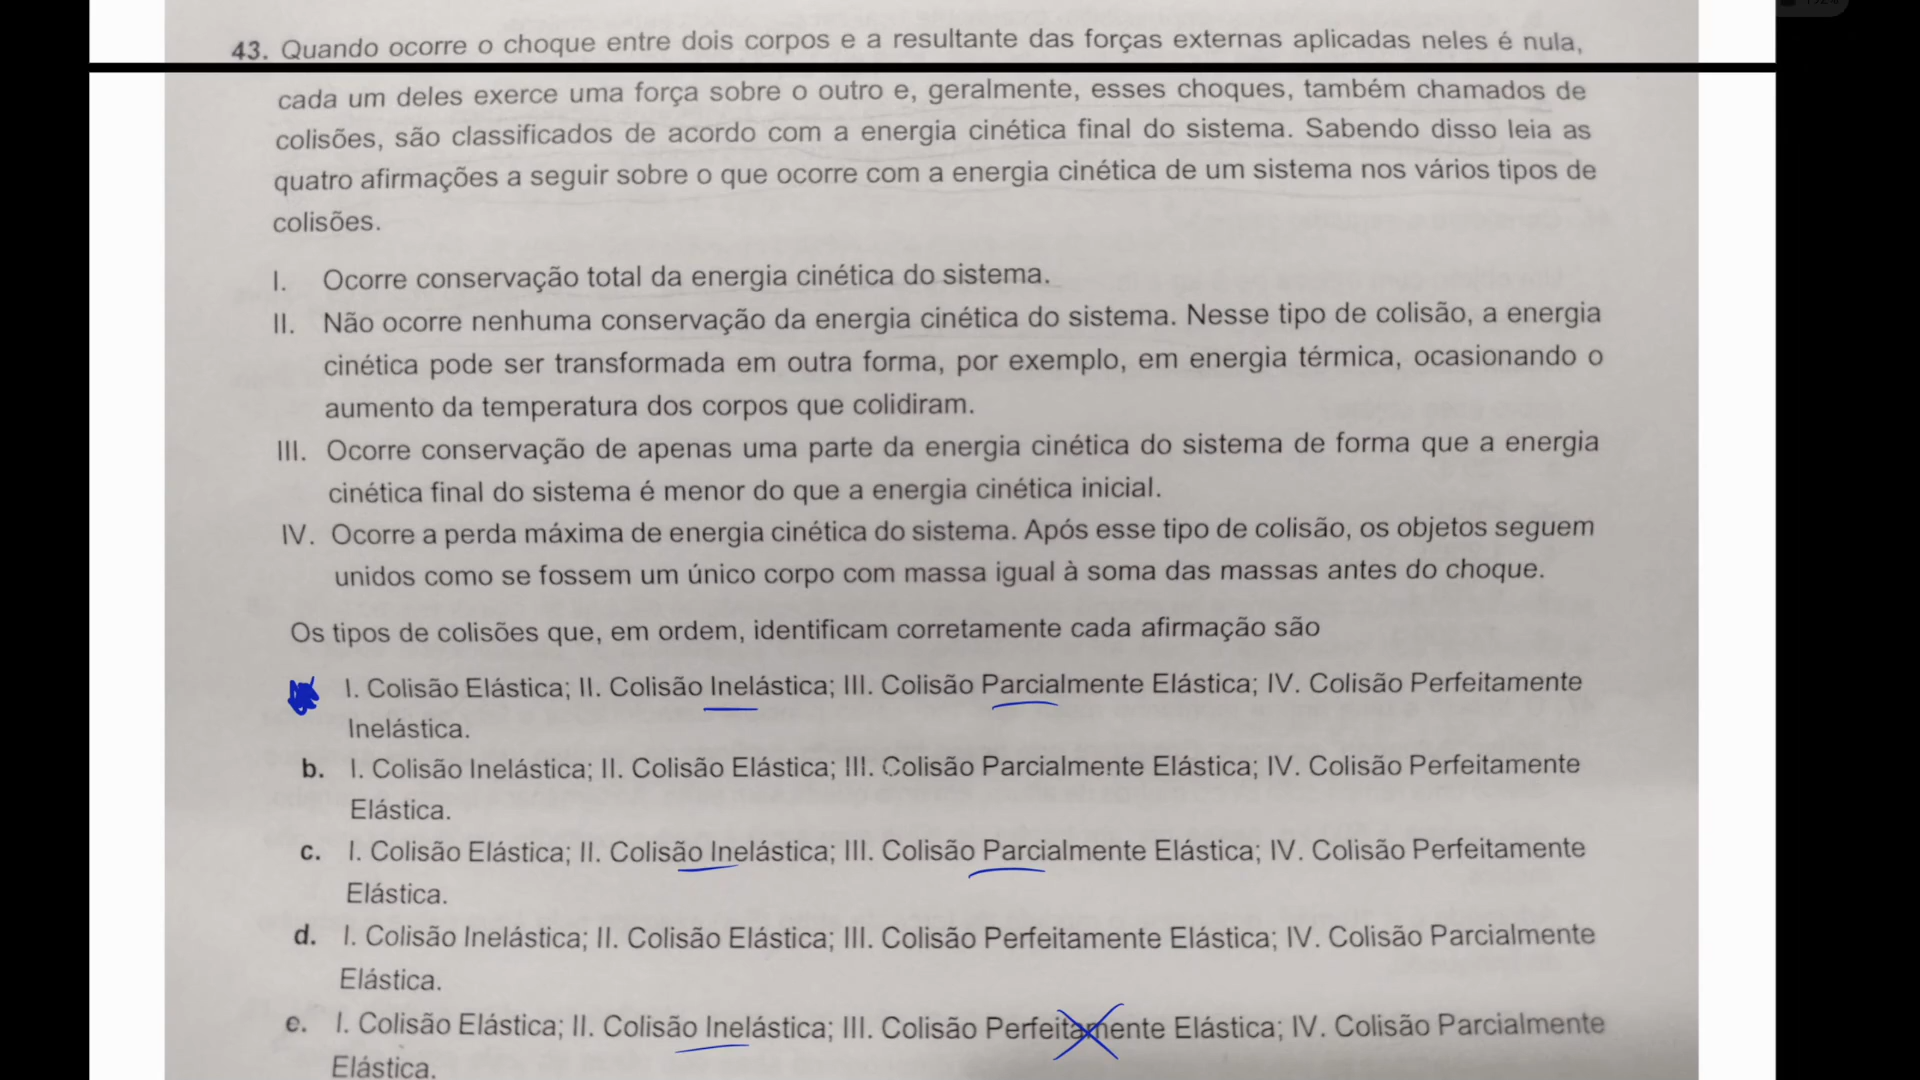 43. Quando ocorre o choque entre dois corpos e a resultante das forças externas aplicadas neles é nula,
cada um deles exerce uma força sobre o outro e, geralmente, esses choques, também chamados de
colisões, são classificados de acordo com a energia cinética final do sistema. Sabendo disso leia as
quatro afirmações a seguir sobre o que ocorre com a energia cinética de um sistema nos vários tipos de
colisões.
I. Ocorre conservação total da energia cinética do sistema.
II. Não ocorre nenhuma conservação da energia cinética do sistema. Nesse tipo de colisão, a energia
cinética pode ser transformada em outra forma, por exemplo, em energia térmica, ocasionando o
aumento da temperatura dos corpos que colidiram.
III. Ocorre conservação de apenas uma parte da energia cinética do sistema de forma que a energia
cinética final do sistema é menor do que a energia cinética inicial.
IV. Ocorre a perda máxima de energia cinética do sistema. Após esse tipo de colisão, os objetos seguem
unidos como se fossem um único corpo com massa igual à soma das massas antes do choque.
Os tipos de colisões que, em ordem, identificam corretamente cada afirmação são
I. Colisão Elástica; II. Colisão Inelástica; III. Colisão Parcialmente Elástica; IV. Colisão Perfeitamente
Inelástica.
b. I. Colisão Inelástica; II. Colisão Elástica; III. Colisão Parcialmente Elástica; IV. Colisão Perfeitamente
Elástica.
c. I. Colisão Elástica; II. Colisão Inelástica; III. Colisão Parcialmente Elástica; IV. Colisão Perfeitamente
Elástica.
d. I. Colisão Inelástica; II. Colisão Elástica; III. Colisão Perfeitamente Elástica; IV. Colisão Parcialmente
Elástica.
e. I. Colisão Elástica; II. Colisão Inelástica; III. Colisão Perfeitamente Elástica; IV. Colisão Parcialmente
Elástica.